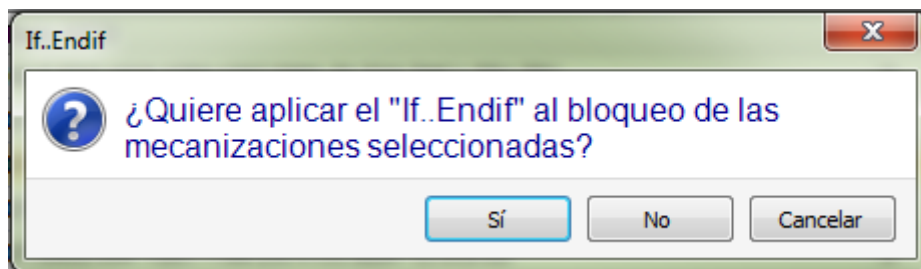 If..Endif
¿Quiere aplicar el "If..Endif" al bloqueo de las
mecanizaciones seleccionadas?
Sí
No
Cancelar